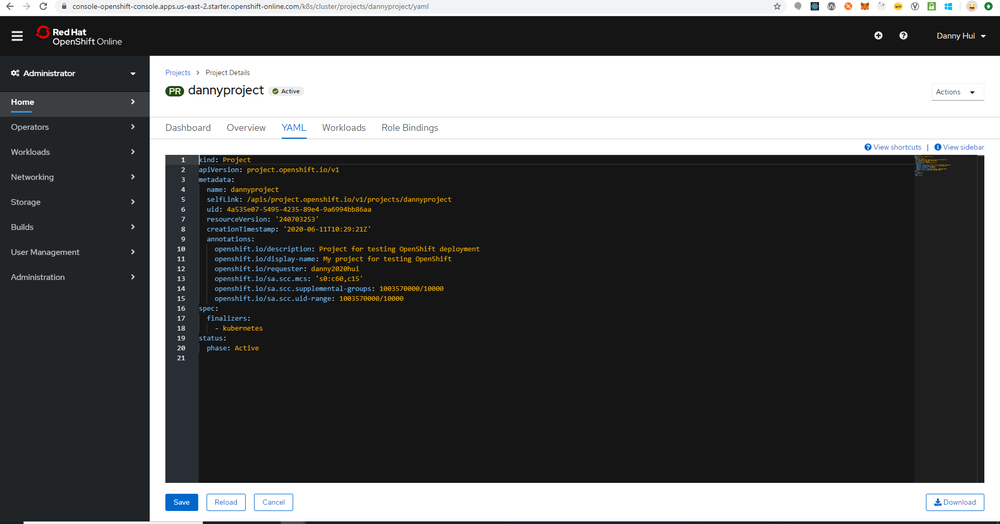 console-openshift-console.apps.us-east-2.starter.openshift-online.com/k8s/cluster/projects/dannyproject/yaml
Red Hat
OpenShift Online
Danny Hui
Administrator
Home
Operators
Workloads
Networking
Storage
Builds
User Management
Administration
Projects > Project Details
PR dannyproject Active
Actions
Dashboard Overview YAML Workloads Role Bindings
View shortcuts | View sidebar
1 kind: Project
2 apiVersion: project.openshift.io/v1
3 metadata:
4 name: dannyproject
5 selfLink: /apis/project.openshift.io/v1/projects/dannyproject
6 uid: 4a535e07-5495-4235-89e4-9a6994bb86aa
7 resourceVersion: '240703253'
8 creationTimestamp: '2020-06-11T10:29:21Z'
9 annotations:
10 openshift.io/description: Project for testing OpenShift deployment
11 openshift.io/display-name: My project for testing OpenShift
12 openshift.io/requester: danny2020hui
13 openshift.io/sa.scc.mcs: 's0:c60,c15'
14 openshift.io/sa.scc.supplemental-groups: 1003570000/10000
15 openshift.io/sa.scc.uid-range: 1003570000/10000
16 spec:
17 finalizers:
18 - kubernetes
19 status:
20 phase: Active
21
Save Reload Cancel Download